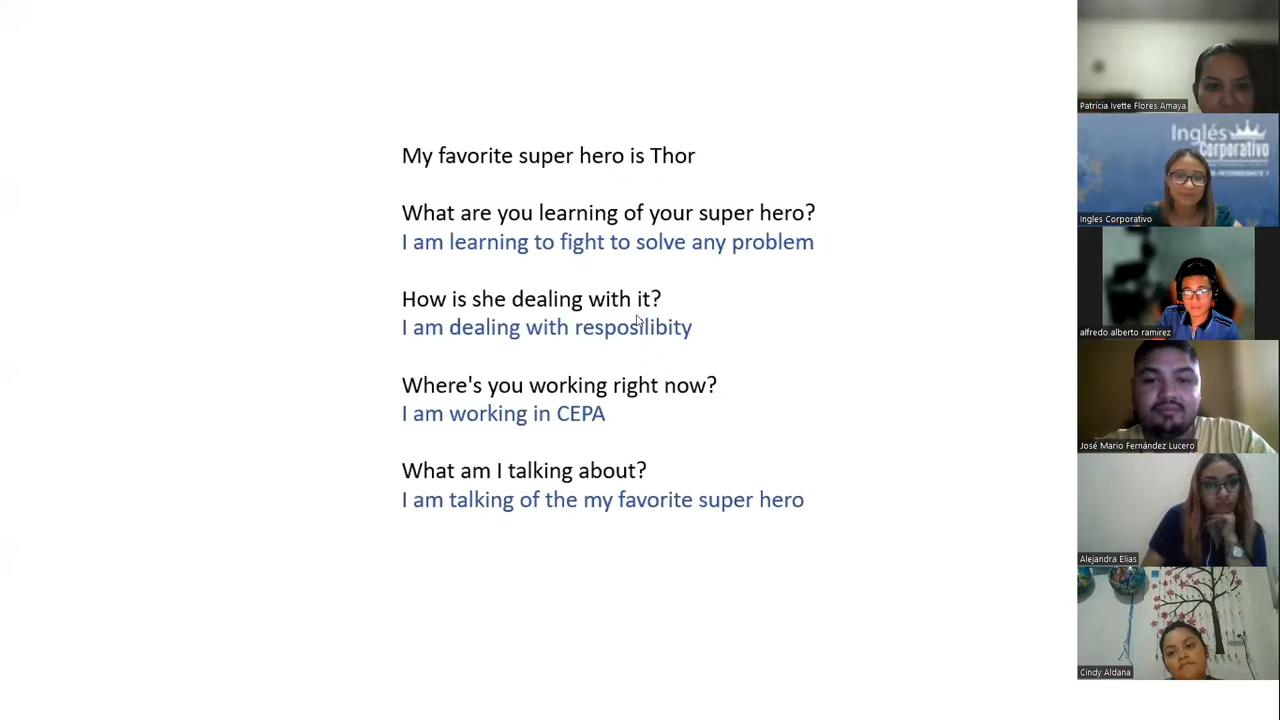 My favorite super hero is Thor
What are you learning of your super hero?
I am learning to fight to solve any problem
How is she dealing with it?
I am dealing with resposilibity
Where's you working right now?
I am working in CEPA
What am I talking about?
I am talking of the my favorite super hero
Patricia Ivette Flores Amaya
Inglés
Corporativo
Ingles Corporativo
alfredo alberto ramirez
José Mario Fernández Lucero
Alejandra Elias
Cindy Aldana